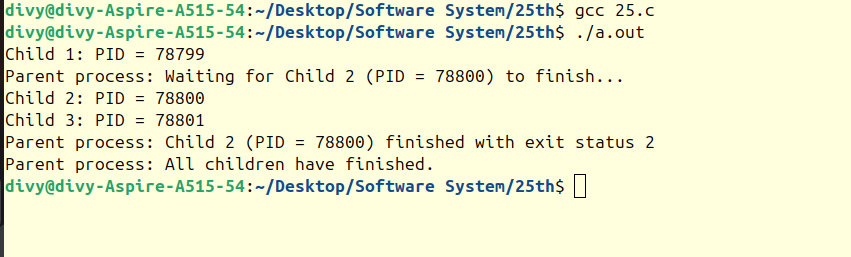 divy@divy-Aspire-A515-54:~/Desktop/Software System/25th$ gcc 25.c
divy@divy-Aspire-A515-54:~/Desktop/Software System/25th$ ./a.out
Child 1: PID = 78799
Parent process: Waiting for Child 2 (PID = 78800) to finish...
Child 2: PID = 78800
Child 3: PID = 78801
Parent process: Child 2 (PID = 78800) finished with exit status 2
Parent process: All children have finished.
divy@divy-Aspire-A515-54:~/Desktop/Software System/25th$